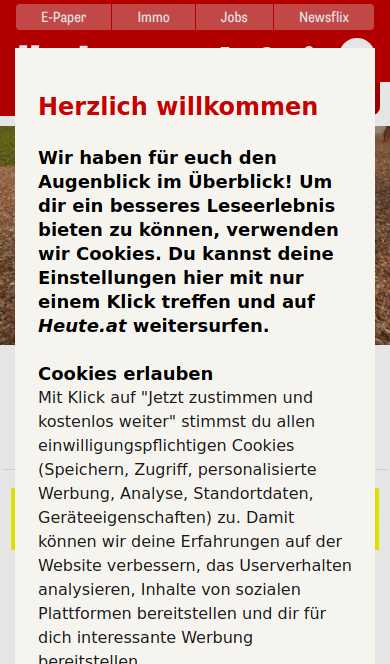 E-Paper
Immo
Jobs
Newsflix
Herzlich willkommen
Wir haben für euch den
Augenblick im Überblick! Um
dir ein besseres Leseerlebnis
bieten zu können, verwenden
wir Cookies. Du kannst deine
Einstellungen hier mit nur
einem Klick treffen und auf
Heute.at weitersurfen.
Cookies erlauben
Mit Klick auf "Jetzt zustimmen und
kostenlos weiter" stimmst du allen
einwilligungspflichtigen Cookies
(Speichern, Zugriff, personalisierte
Werbung, Analyse, Standortdaten,
Geräteeigenschaften) zu. Damit
können wir deine Erfahrungen auf der
Website verbessern, das Userverhalten
analysieren, Inhalte von sozialen
Plattformen bereitstellen und dir für
dich interessante Werbung
bereitstellen